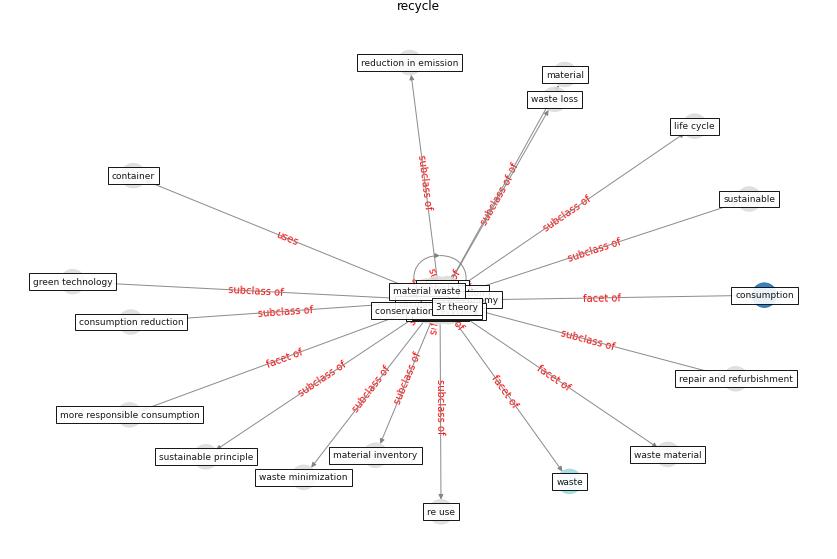 recycle
reduction in emission
material
waste loss
life cycle
container
subclass of
subclass of of
subclass of
sustainable
uses
subclass of
green technology
subclass of
material waste
my
facet of
consumption
conservation
3r theory
consumption reduction
subclass of
subclass of
facet of
repair and refurbishment
subclass of
subclass of
subclass of
facet of
facet of
more responsible consumption
subclass of
sustainable principle
material inventory
waste material
waste minimization
waste
re use